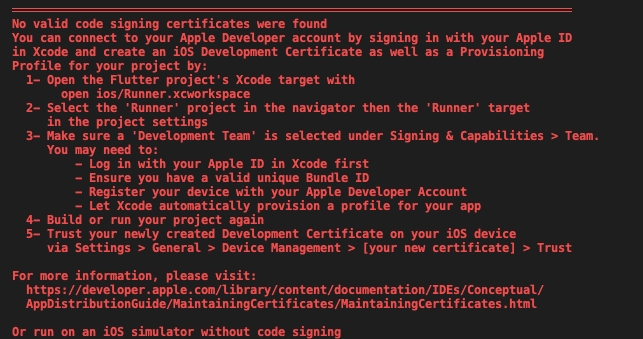 No valid code signing certificates were found
You can connect to your Apple Developer account by signing in with your Apple ID
in Xcode and create an iOS Development Certificate as well as a Provisioning
Profile for your project by:
1- Open the Flutter project's Xcode target with
open ios/Runner.xcworkspace
2- Select the 'Runner' project in the navigator then the 'Runner' target
in the project settings
3- Make sure a 'Development Team' is selected under Signing & Capabilities > Team.
You may need to:
- Log in with your Apple ID in Xcode first
- Ensure you have a valid unique Bundle ID
- Register your device with your Apple Developer Account
- Let Xcode automatically provision a profile for your app
4- Build or run your project again
5- Trust your newly created Development Certificate on your iOS device
via Settings > General > Device Management > [your new certificate] > Trust
For more information, please visit:
https://developer.apple.com/library/content/documentation/IDEs/Conceptual/
AppDistributionGuide/MaintainingCertificates/MaintainingCertificates.html
Or run on an iOS simulator without code signing